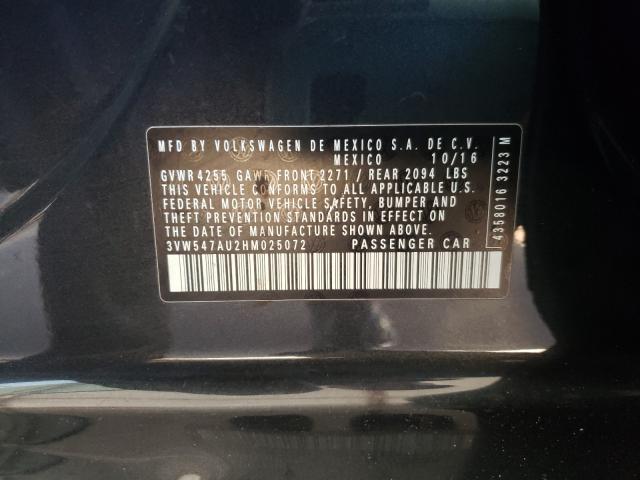 MFD BY VOLKSWAGEN DE MEXICO S.A. DE C.V.
MEXICO 10/16
GVWR 4255 GAWR FRONT 2271 / REAR 2094 LBS
THIS VEHICLE CONFORMS TO ALL APPLICABLE U.S.
FEDERAL MOTOR VEHICLE SAFETY, BUMPER AND
THEFT PREVENTION STANDARDS IN EFFECT ON
THE DATE OF MANUFACTURE SHOWN ABOVE.
3VW547AU2HM025072 PASSENGER CAR
4358016 3223 M